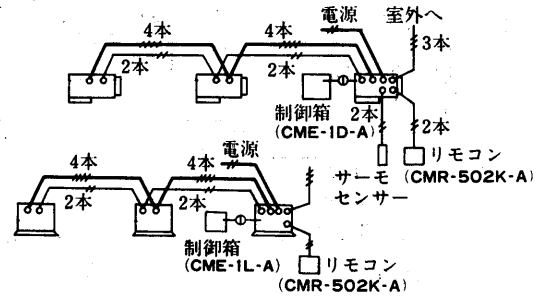 電源
室外へ
4本
4本
3本
2本
2本
制御箱
(CME-1D-A)
2本
2本
サーモ
センサー
リモコン
(CMR-502K-A)
電源
4本
4本
2本
2本
制御箱
(CME-1L-A)
リモコン
(CMR-502K-A)